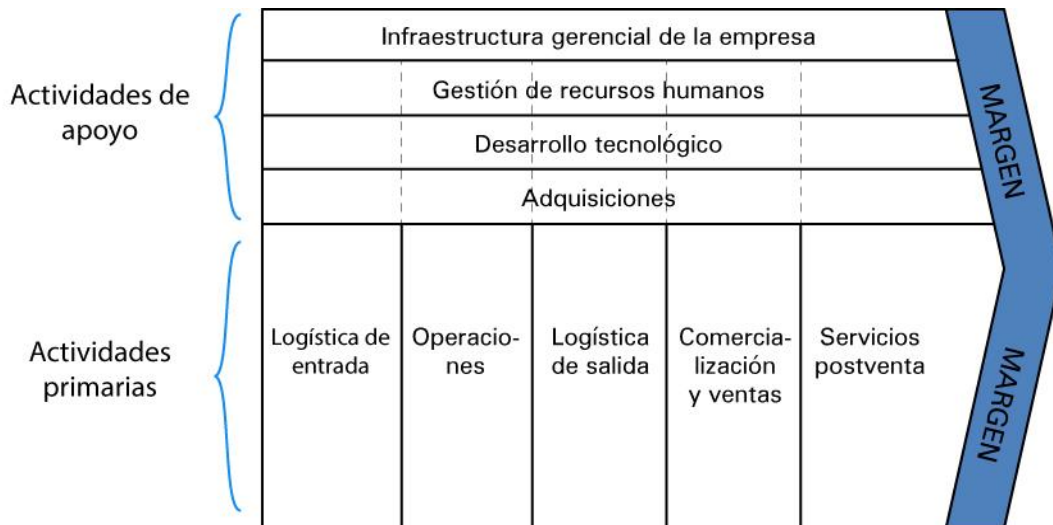 Actividades de
apoyo
Infraestructura gerencial de la empresa
Gestión de recursos humanos
Desarrollo tecnológico
Adquisiciones
MARGEN
Actividades
primarias
Logística de
entrada
Operacio-
nes
Logística
de salida
Comercia-
lización
y ventas
Servicios
postventa
MARGEN